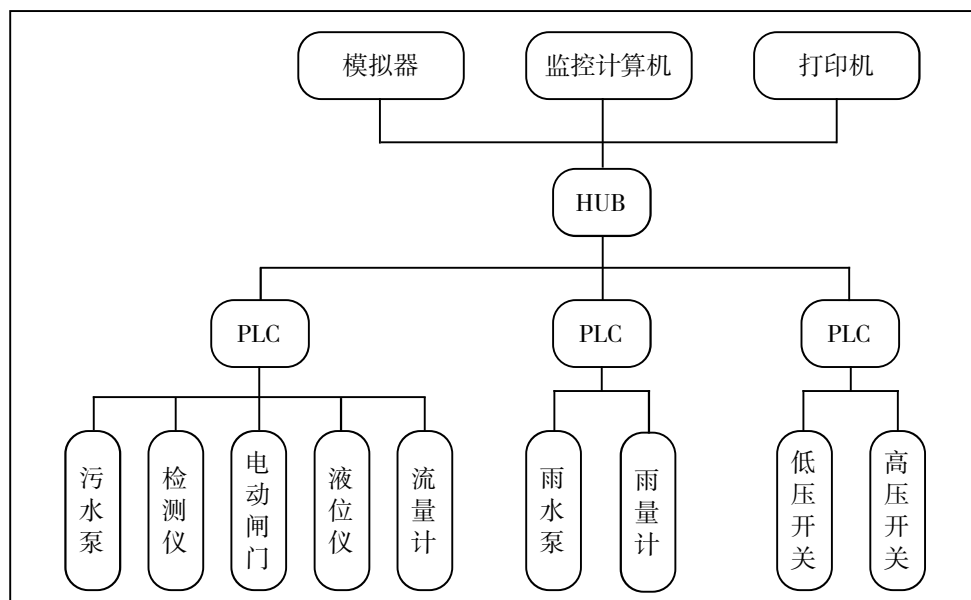 模拟器
监控计算机
打印机
HUB
PLC
PLC
PLC
污水泵
检测仪
电动闸门
液位仪
流量计
雨水泵
雨量计
低压开关
高压开关